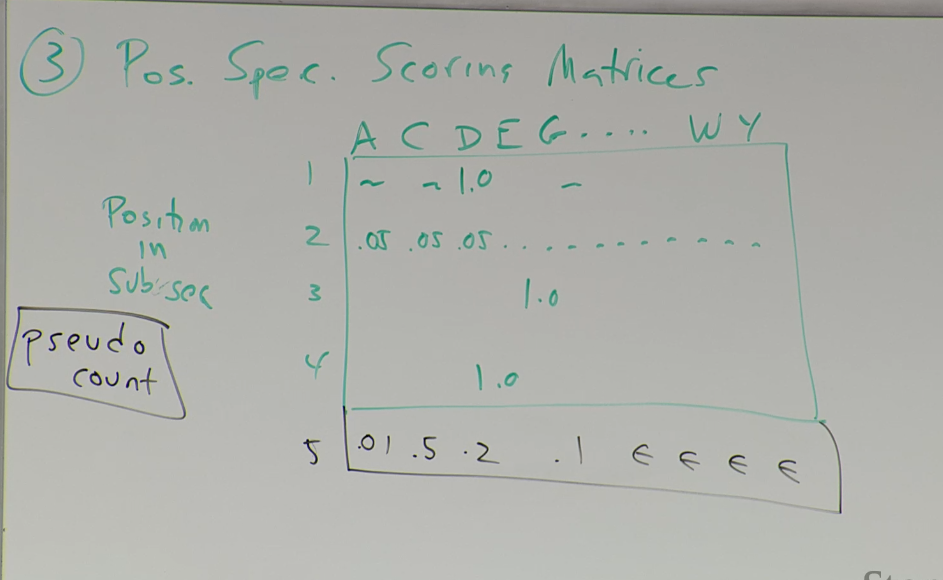 ③ Pos. Spec. Scoring Matrices
A C D E G.... W Y
1 ~ ~ 1.0 ~
Position in Sub-seq
2 .05 .05 .05............
3 1.0
4 1.0
pseudo count
5 .01 .5 .2 .1 ∈ ∈ ∈ ∈